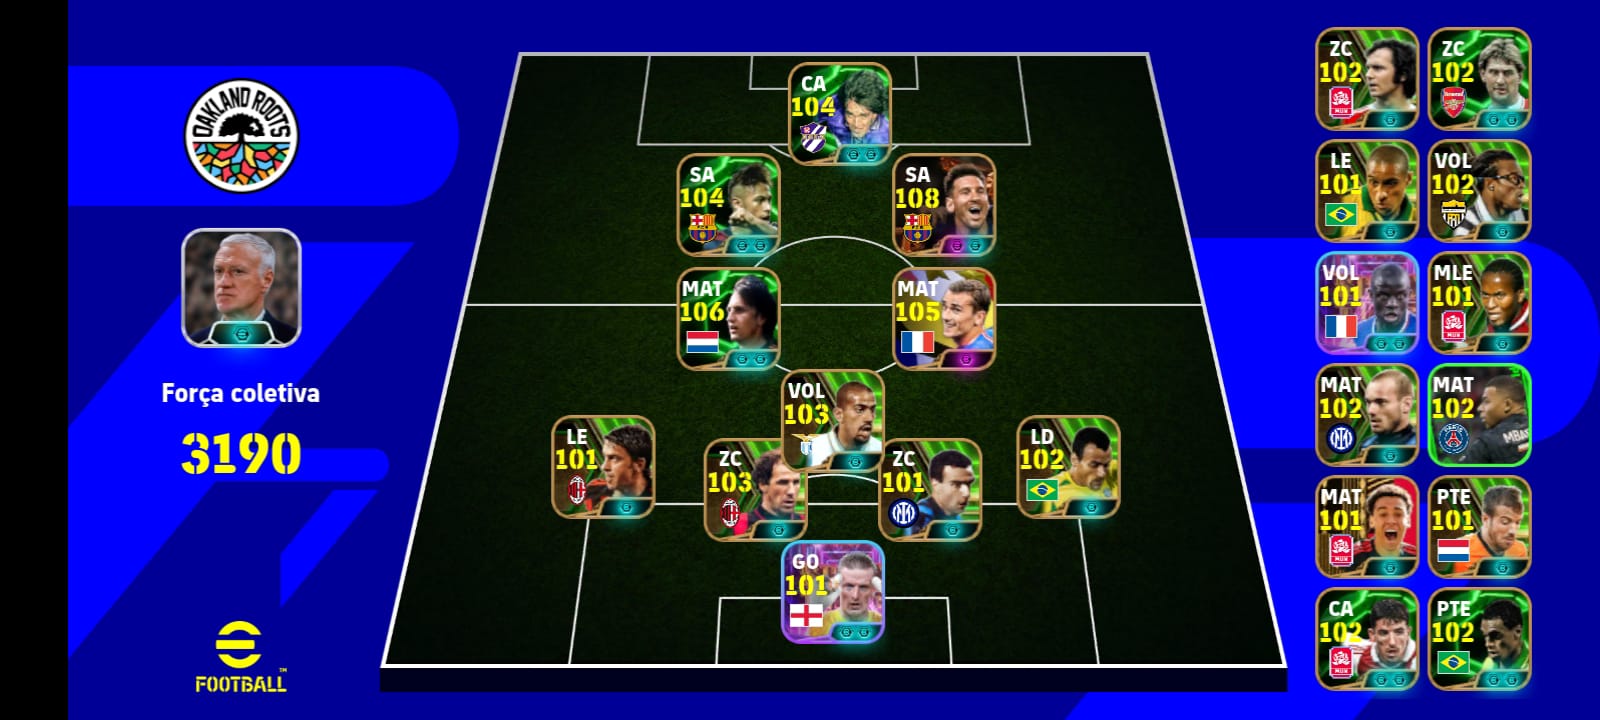 OAKLAND ROOTS
Força coletiva
3190
FOOTBALL™
CA
104
SA
104
SA
108
MAT
106
MAT
105
VOL
103
LE
101
ZC
103
ZC
101
LD
102
GO
101
ZC
102
ZC
102
LE
101
VOL
102
VOL
101
MLE
101
MAT
102
MAT
102
MBA
MAT
101
PTE
101
CA
102
PTE
102